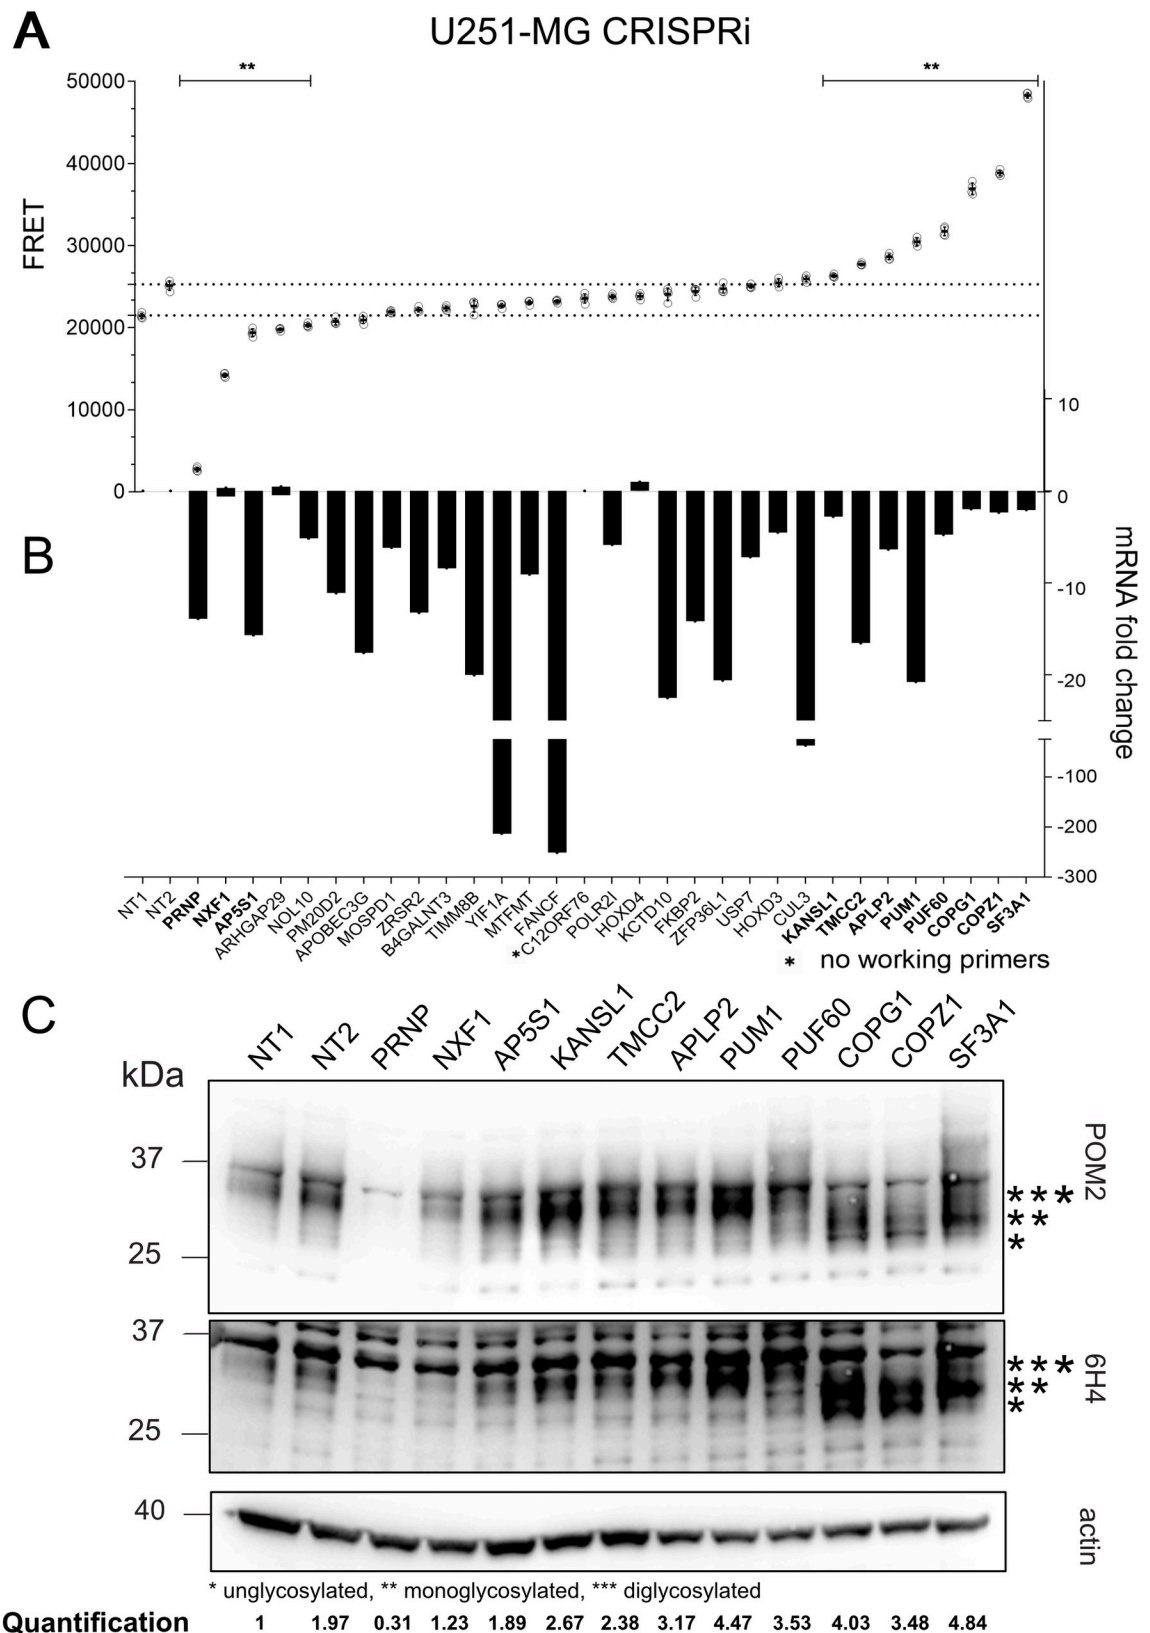 A
U251-MG CRISPRi
** **
50000
40000
30000
20000
10000
0
FRET
10
0
-10
-20
-100
-200
-300
mRNA fold change
B
NT1 NT2 PRNP NXF1 AP5S1 ARHGAP29 NOL10 PM20D2 APOBEC3G MOSPD1 ZRSR2 B4GALNT3 TIMM8B YIF1A MTFMT FANCF *C12ORF76 POLR2I HOXD4 KCTD10 FKBP2 ZFP36L1 USP7 HOXD3 CUL3 KANSL1 TMCC2 APLP2 PUM1 PUF60 COPG1 COPZ1 SF3A1
* no working primers
C
NT1 NT2 PRNP NXF1 AP5S1 KANSL1 TMCC2 APLP2 PUM1 PUF60 COPG1 COPZ1 SF3A1
kDa
37
25
POM2
***
**
*
37
25
6H4
***
**
*
40
actin
* unglycosylated, ** monoglycosylated, *** diglycosylated
Quantification 1 1.97 0.31 1.23 1.89 2.67 2.38 3.17 4.47 3.53 4.03 3.48 4.84